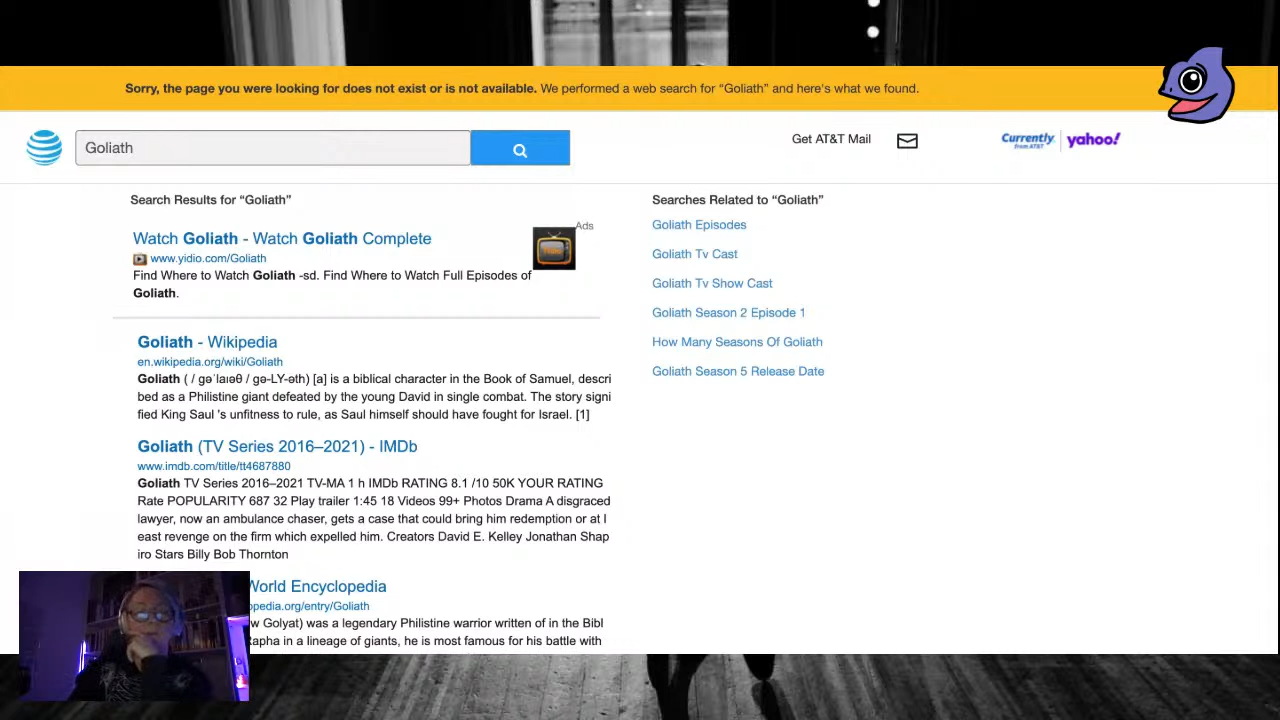 Sorry, the page you were looking for does not exist or is not available. We performed a web search for “Goliath” and here's what we found.
Goliath
Get AT&T Mail
Currently from AT&T
yahoo!
Search Results for “Goliath”
Ads
Watch Goliath - Watch Goliath Complete
www.yidio.com/Goliath
Find Where to Watch Goliath -sd. Find Where to Watch Full Episodes of
Goliath.
Goliath - Wikipedia
en.wikipedia.org/wiki/Goliath
Goliath ( / ɡəˈlaɪəθ / gə-LY-əth) [a] is a biblical character in the Book of Samuel, descri
bed as a Philistine giant defeated by the young David in single combat. The story signi
fied King Saul 's unfitness to rule, as Saul himself should have fought for Israel. [1]
Goliath (TV Series 2016–2021) - IMDb
www.imdb.com/title/tt4687880
Goliath TV Series 2016–2021 TV-MA 1 h IMDb RATING 8.1 /10 50K YOUR RATING
Rate POPULARITY 687 32 Play trailer 1:45 18 Videos 99+ Photos Drama A disgraced
lawyer, now an ambulance chaser, gets a case that could bring him redemption or at l
east revenge on the firm which expelled him. Creators David E. Kelley Jonathan Shap
iro Stars Billy Bob Thornton
World Encyclopedia
opedia.org/entry/Goliath
w Golyat) was a legendary Philistine warrior written of in the Bibl
Rapha in a lineage of giants, he is most famous for his battle with
Searches Related to “Goliath”
Goliath Episodes
Goliath Tv Cast
Goliath Tv Show Cast
Goliath Season 2 Episode 1
How Many Seasons Of Goliath
Goliath Season 5 Release Date